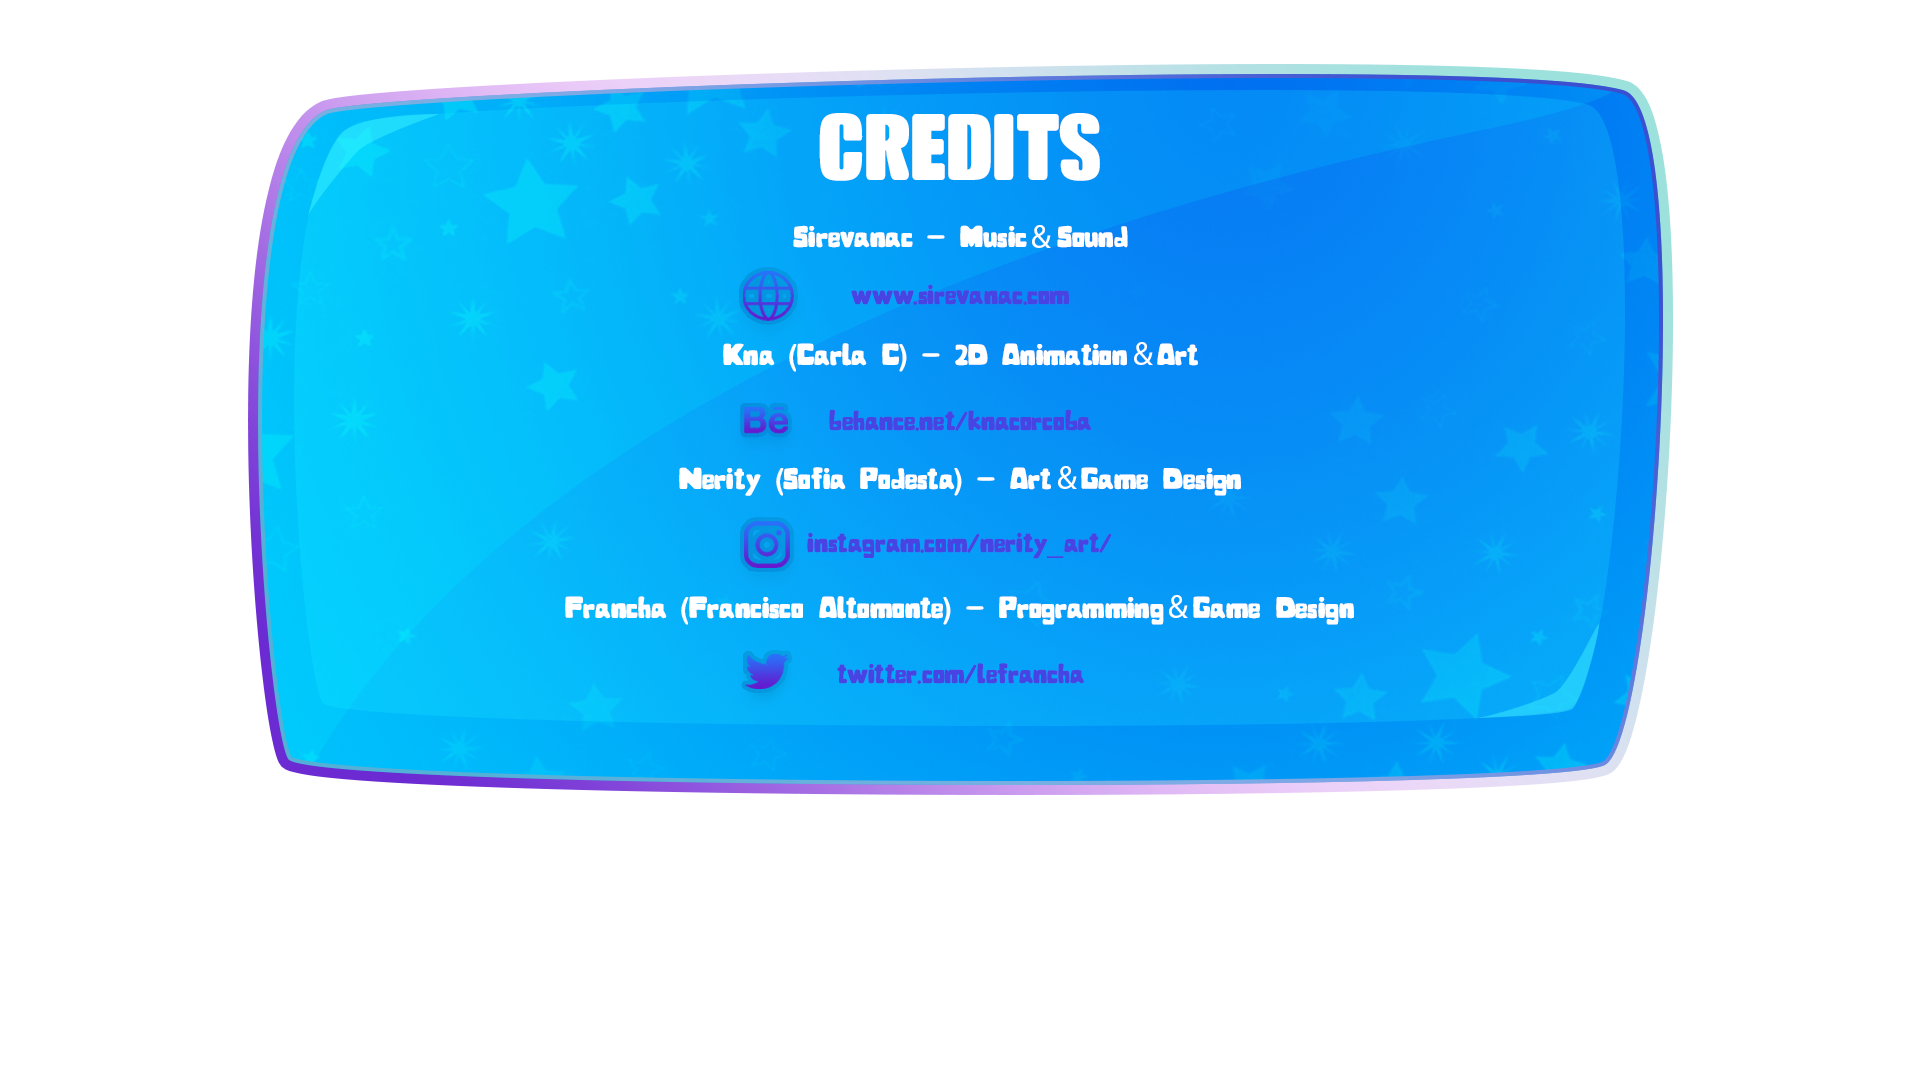 CREDITS
Sirevanac - Music & Sound
www.sirevanac.com
Kna (Carla C) - 2D Animation & Art
Bē
behance.net/knacorcoba
Nerity (Sofia Podesta) - Art & Game Design
instagram.com/nerity_art/
Francha (Francisco Altomonte) - Programming & Game Design
twitter.com/lefrancha